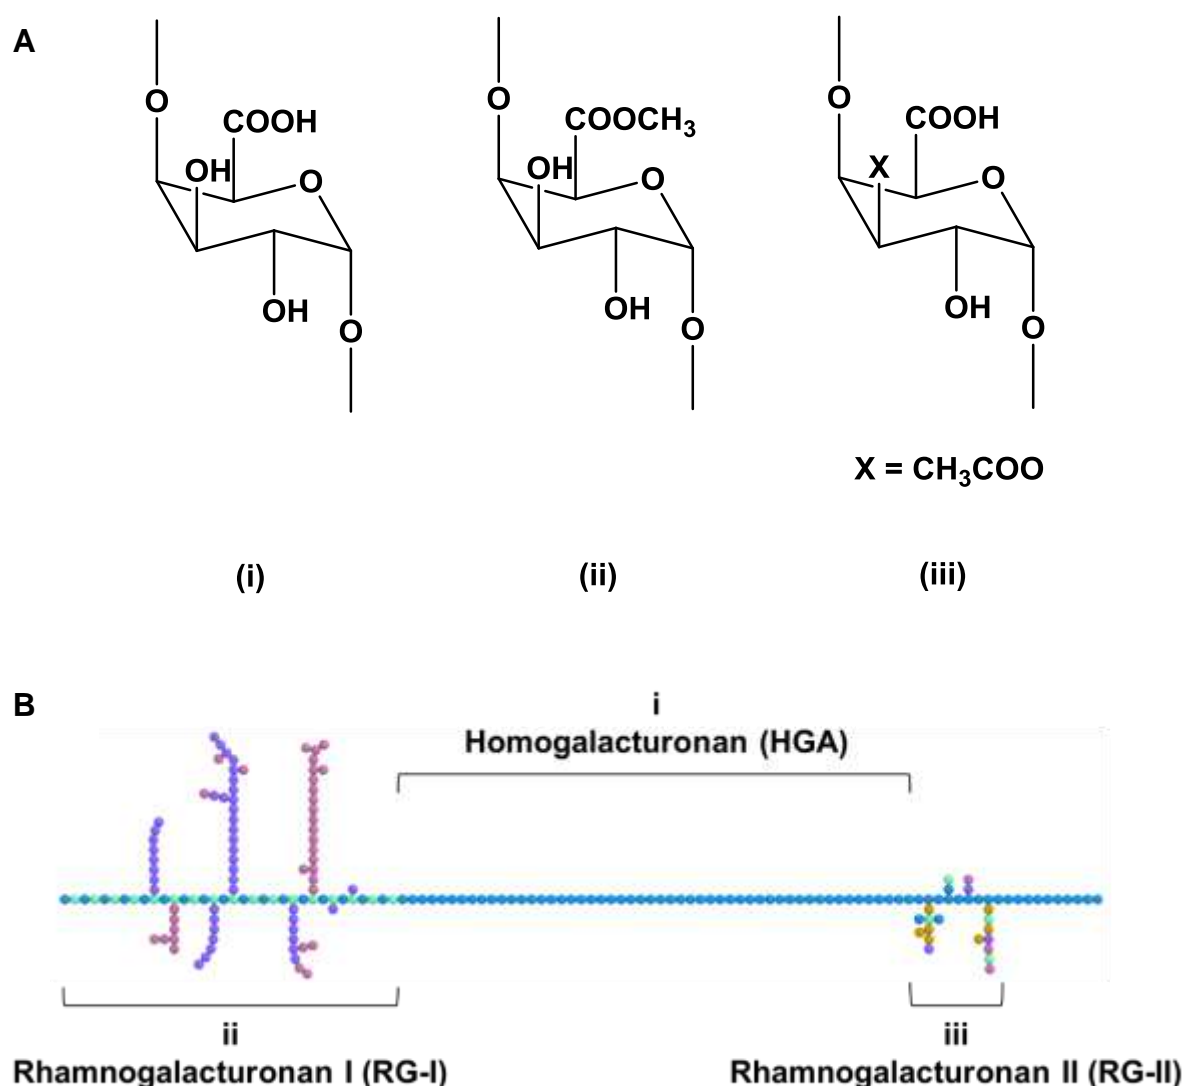 A
O O O
COOH COOCH3 COOH
OH O OH O X O
OH OH OH
O O O
X = CH3COO
(i) (ii) (iii)
B
i
Homogalacturonan (HGA)
ii iii
Rhamnogalacturonan I (RG-I) Rhamnogalacturonan II (RG-II)